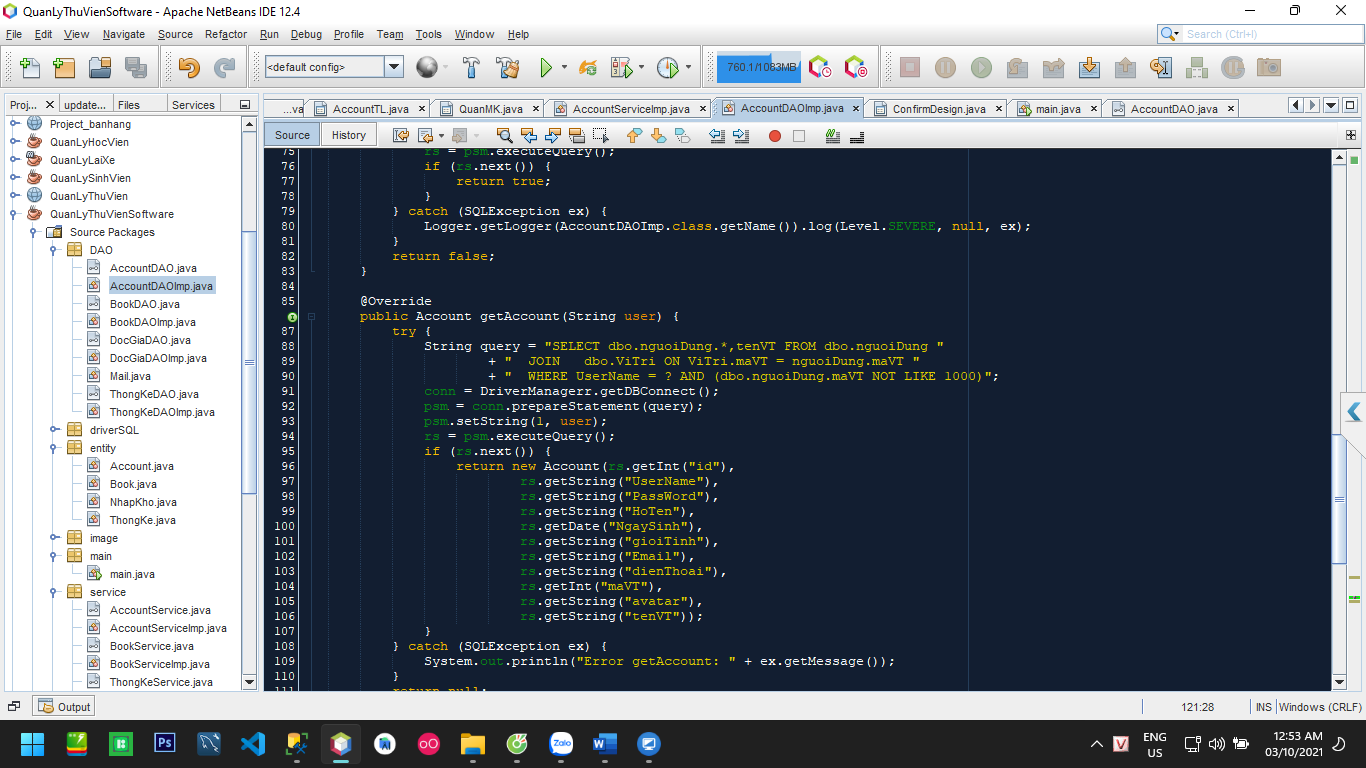 QuanLyThuVienSoftware - Apache NetBeans IDE 12.4
File Edit View Navigate Source Refactor Run Debug Profile Team Tools Window Help
Search (Ctrl+I)
<default config>
760.1/1083MB
Proj... update... Files Services
...va AccountTL.java QuanMK.java AccountServiceImp.java AccountDAOImp.java ConfirmDesign.java main.java AccountDAO.java
Source History
Project_banhang
QuanLyHocVien
QuanLyLaiXe
QuanLySinhVien
QuanLyThuVien
QuanLyThuVienSoftware
Source Packages
DAO
AccountDAO.java
AccountDAOImp.java
BookDAO.java
BookDAOImp.java
DocGiaDAO.java
DocGiaDAOImp.java
Mail.java
ThongKeDAO.java
ThongKeDAOImp.java
driverSQL
entity
Account.java
Book.java
NhapKho.java
ThongKe.java
image
main
main.java
service
AccountService.java
AccountServiceImp.java
BookService.java
BookServiceImp.java
ThongKeService.java
75 rs = psm.executeQuery();
76 if (rs.next()) {
77 return true;
78 }
79 } catch (SQLException ex) {
80 Logger.getLogger(AccountDAOImp.class.getName()).log(Level.SEVERE, null, ex);
81 }
82 return false;
83 }
84
85 @Override
public Account getAccount(String user) {
87 try {
88 String query = "SELECT dbo.nguoiDung.*,tenVT FROM dbo.nguoiDung "
89 + "  JOIN   dbo.ViTri ON ViTri.maVT = nguoiDung.maVT "
90 + "  WHERE UserName = ? AND (dbo.nguoiDung.maVT NOT LIKE 1000)";
91 conn = DriverManagerr.getDBConnect();
92 psm = conn.prepareStatement(query);
93 psm.setString(1, user);
94 rs = psm.executeQuery();
95 if (rs.next()) {
96 return new Account(rs.getInt("id"),
97 rs.getString("UserName"),
98 rs.getString("PassWord"),
99 rs.getString("HoTen"),
100 rs.getDate("NgaySinh"),
101 rs.getString("gioiTinh"),
102 rs.getString("Email"),
103 rs.getString("dienThoai"),
104 rs.getInt("maVT"),
105 rs.getString("avatar"),
106 rs.getString("tenVT"));
107 }
108 } catch (SQLException ex) {
109 System.out.println("Error getAccount: " + ex.getMessage());
110 }
111 return null;
Output
121:28 INS Windows (CRLF)
Ps
Zalo
W
V
ENG
US
12:53 AM
03/10/2021